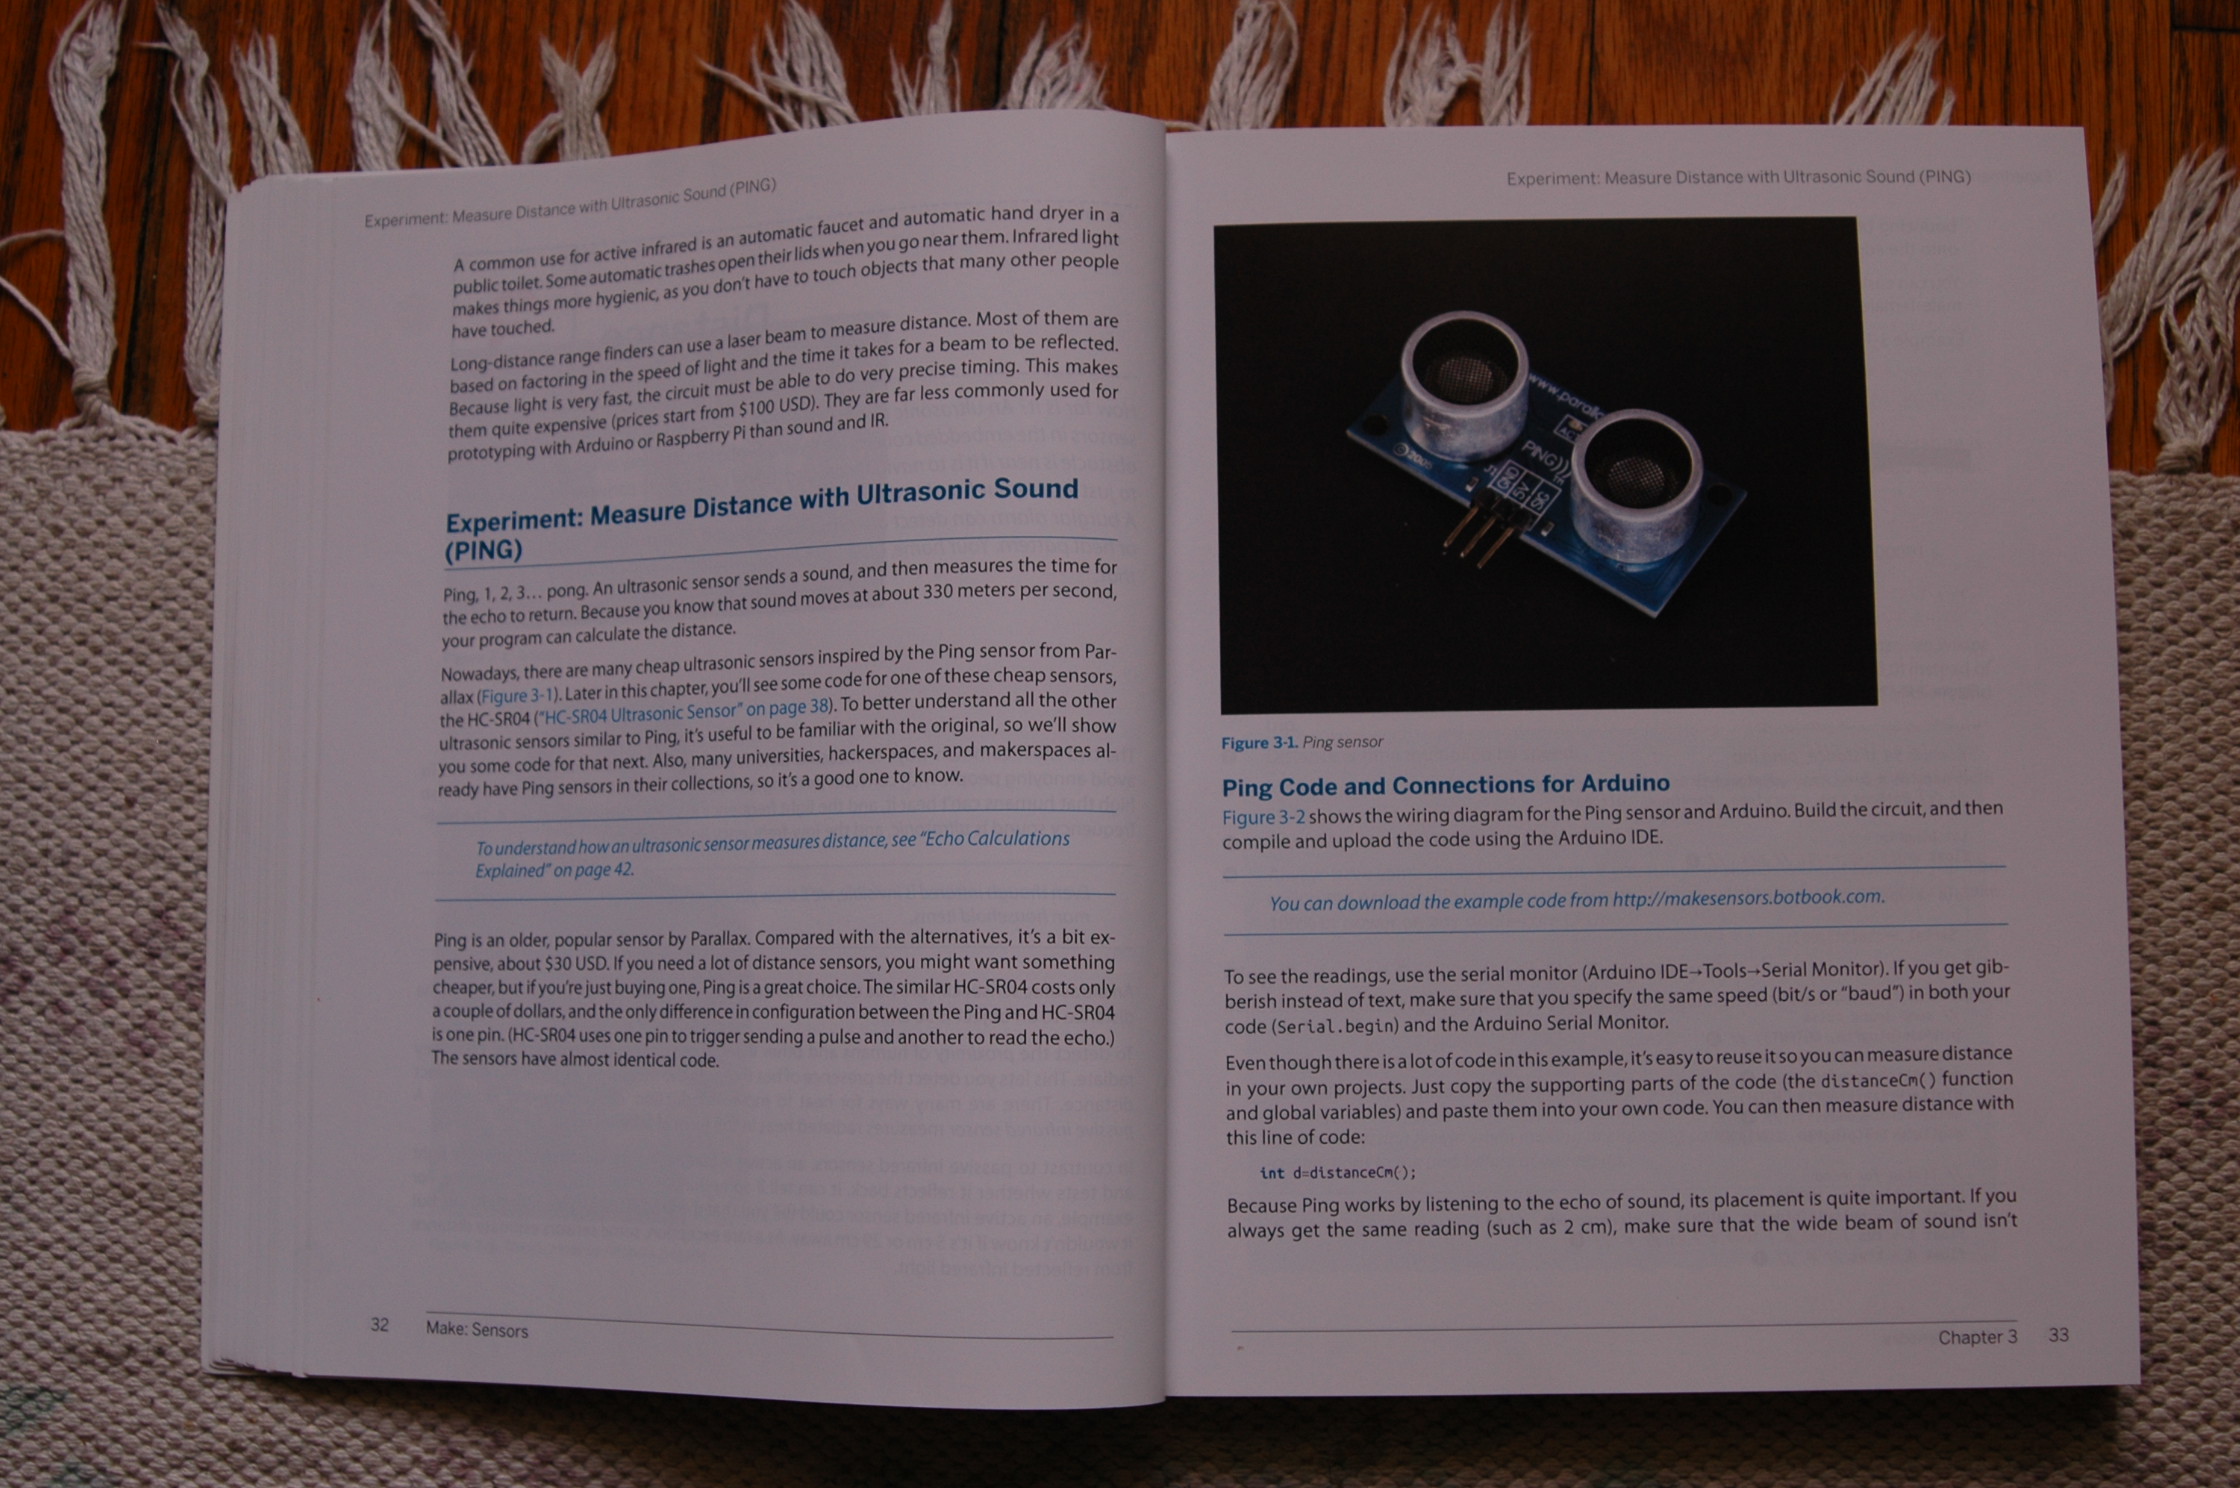 Experiment: Measure Distance with Ultrasonic Sound (PING)
A common use for active infrared is an automatic faucet and automatic hand dryer in a
public toilet. Some automatic trashes open their lids when you go near them. Infrared light
makes things more hygienic, as you don't have to touch objects that many other people
have touched.
Long-distance range finders can use a laser beam to measure distance. Most of them are
based on factoring in the speed of light and the time it takes for a beam to be reflected.
Because light is very fast, the circuit must be able to do very precise timing. This makes
them quite expensive (prices start from $100 USD). They are far less commonly used for
prototyping with Arduino or Raspberry Pi than sound and IR.
Experiment: Measure Distance with Ultrasonic Sound
(PING)
Ping, 1, 2, 3... pong. An ultrasonic sensor sends a sound, and then measures the time for
the echo to return. Because you know that sound moves at about 330 meters per second,
your program can calculate the distance.
Nowadays, there are many cheap ultrasonic sensors inspired by the Ping sensor from Par-
allax (Figure 3-1). Later in this chapter, you'll see some code for one of these cheap sensors,
the HC-SR04 ("HC-SR04 Ultrasonic Sensor" on page 38). To better understand all the other
ultrasonic sensors similar to Ping, it's useful to be familiar with the original, so we'll show
you some code for that next. Also, many universities, hackerspaces, and makerspaces al-
ready have Ping sensors in their collections, so it's a good one to know.
To understand how an ultrasonic sensor measures distance, see "Echo Calculations
Explained" on page 42.
Ping is an older, popular sensor by Parallax. Compared with the alternatives, it's a bit ex-
pensive, about $30 USD. If you need a lot of distance sensors, you might want something
cheaper, but if you're just buying one, Ping is a great choice. The similar HC-SR04 costs only
a couple of dollars, and the only difference in configuration between the Ping and HC-SR04
is one pin. (HC-SR04 uses one pin to trigger sending a pulse and another to read the echo.)
The sensors have almost identical code.
32 Make: Sensors
Experiment: Measure Distance with Ultrasonic Sound (PING)
PING)))
© 2005
Figure 3-1. Ping sensor
Ping Code and Connections for Arduino
Figure 3-2 shows the wiring diagram for the Ping sensor and Arduino. Build the circuit, and then
compile and upload the code using the Arduino IDE.
You can download the example code from http://makesensors.botbook.com.
To see the readings, use the serial monitor (Arduino IDE→Tools→Serial Monitor). If you get gib-
berish instead of text, make sure that you specify the same speed (bit/s or "baud") in both your
code (Serial.begin) and the Arduino Serial Monitor.
Even though there is a lot of code in this example, it's easy to reuse it so you can measure distance
in your own projects. Just copy the supporting parts of the code (the distanceCm() function
and global variables) and paste them into your own code. You can then measure distance with
this line of code:
int d=distanceCm();
Because Ping works by listening to the echo of sound, its placement is quite important. If you
always get the same reading (such as 2 cm), make sure that the wide beam of sound isn't
Chapter 3 33